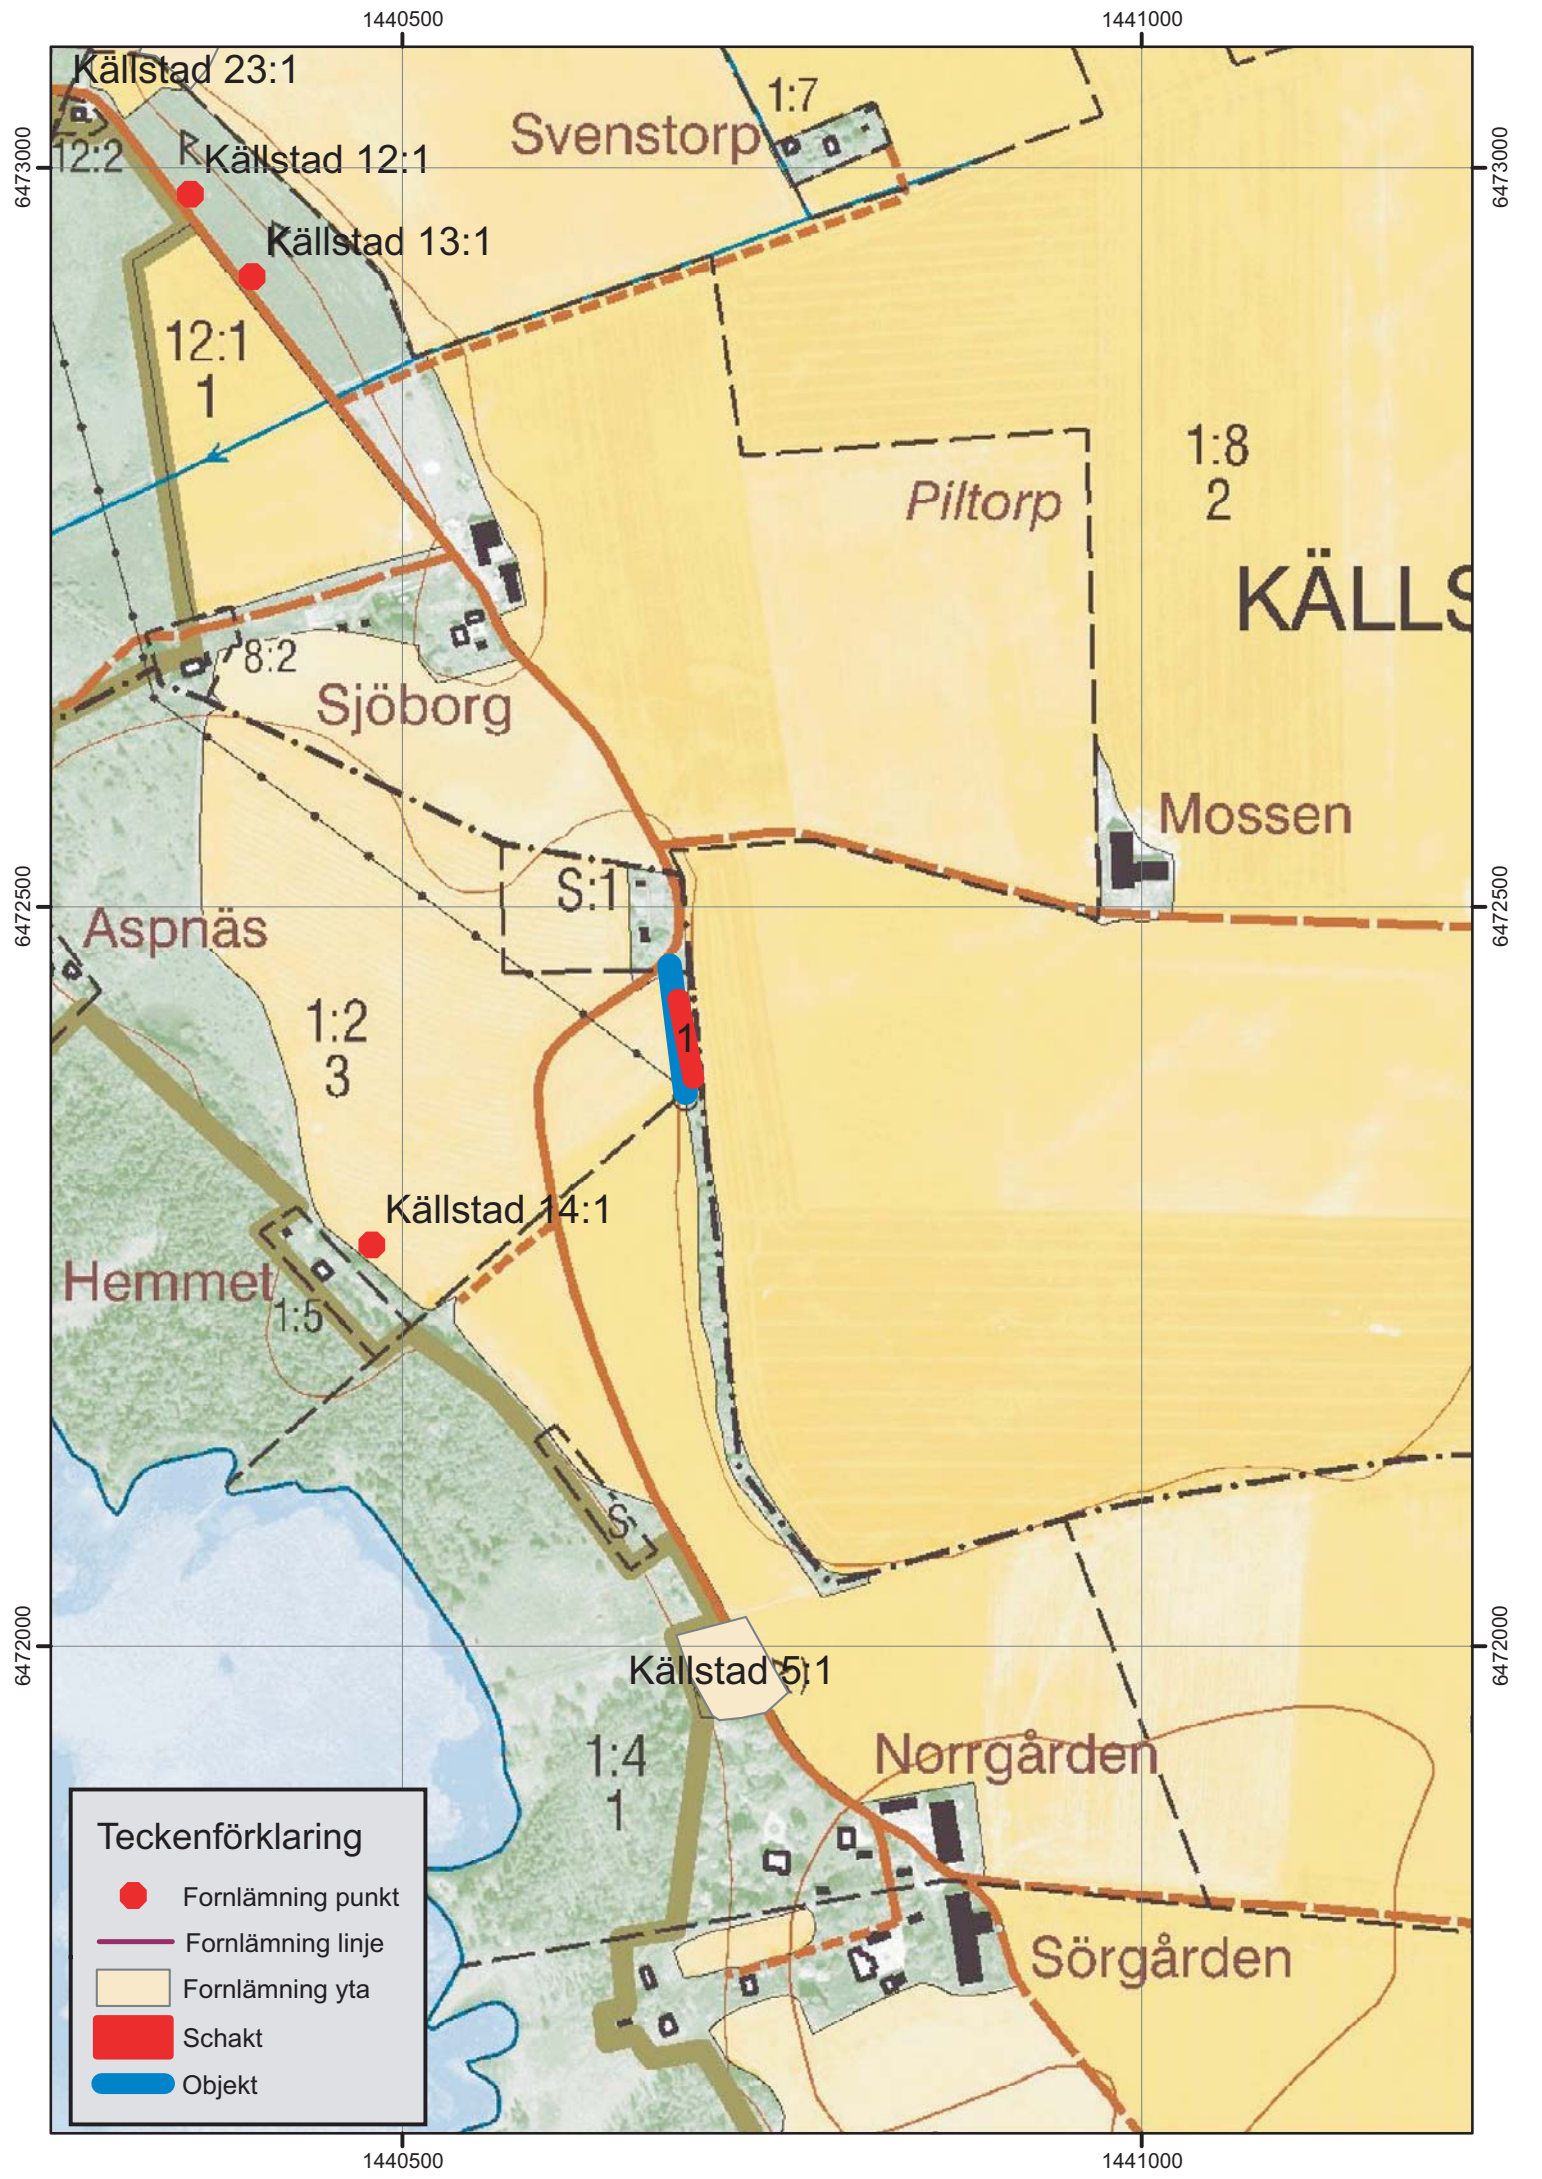 1440500
1441000
Källstad 23:1
1:7
Svenstorp
12:2
R
Källstad 12:1
6473000
6473000
R
Källstad 13:1
12:1
1
1:8
2
Piltorp
KÄLLS
8:2
Sjöborg
Mossen
S:1
6472500
6472500
Aspnäs
1:2
3
1
Källstad 14:1
Hemmet
1:5
S
6472000
6472000
Källstad 5:1
Norrgården
1:4
1
Sörgården
Teckenförklaring
Fornlämning punkt
Fornlämning linje
Fornlämning yta
Schakt
Objekt
1440500
1441000